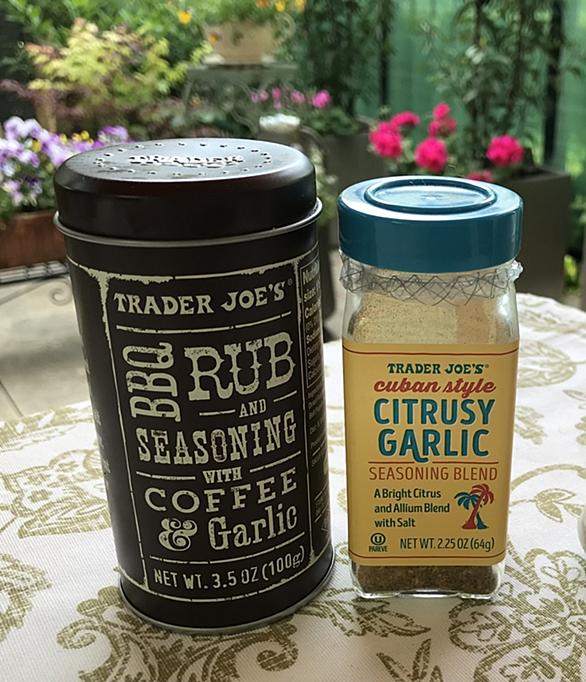 TRADER
TRADER JOE'S®
BBQ RUB
AND
SEASONING
WITH
COFFEE
& Garlic
NET WT. 3.5 OZ (100g)
TRADER JOE'S®
cuban style
CITRUSY
GARLIC
SEASONING BLEND
A Bright Citrus
and Allium Blend
with Salt
U
PAREVE
NET WT. 2.25 OZ (64g)